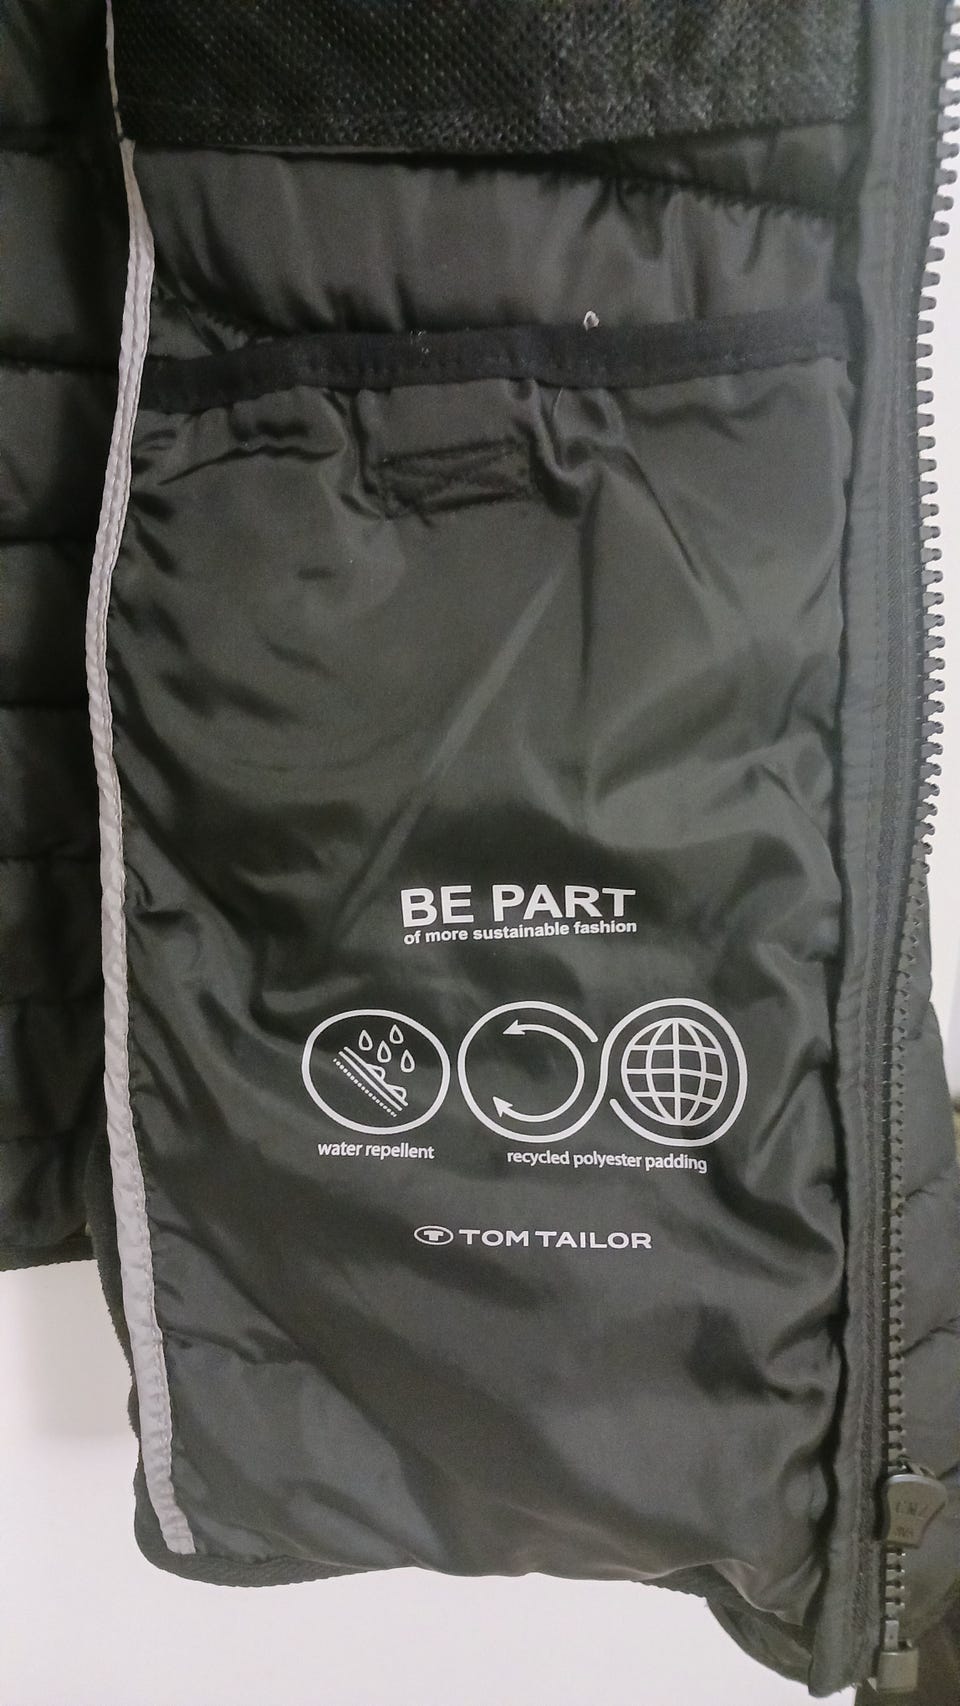 BE PART
of more sustainable fashion
water repellent
recycled polyester padding
TOM TAILOR